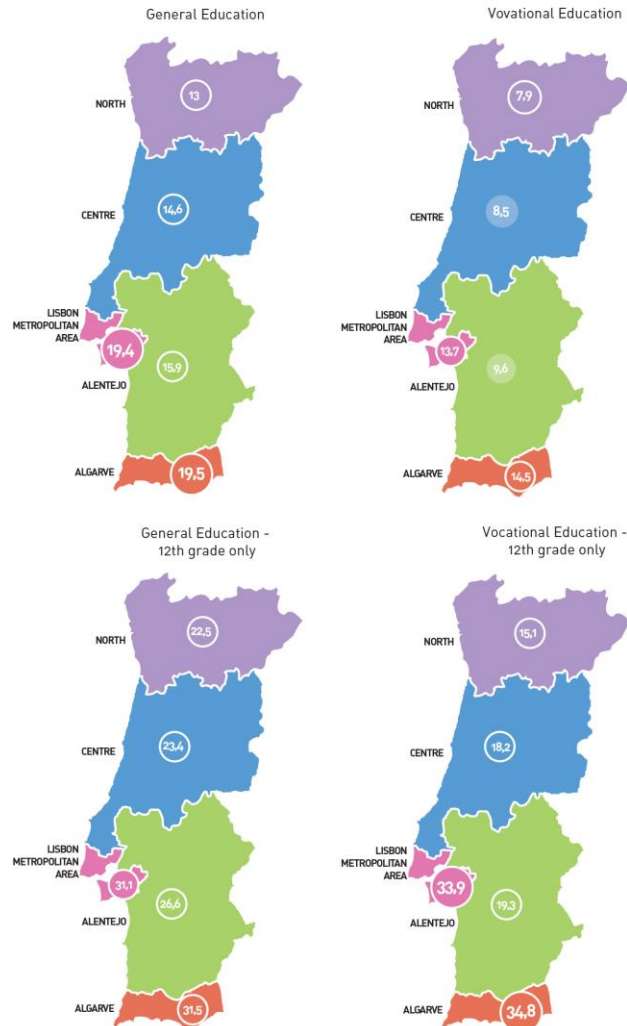 General Education
Vovational Education
NORTH
13
CENTRE
14,6
LISBON
METROPOLITAN
AREA
19,4
ALENTEJO
15.9
ALGARVE
19,5
NORTH
7.9
CENTRE
8,5
LISBON
METROPOLITAN
AREA
13,7
ALENTEJO
9,6
ALGARVE
14,5
General Education -
12th grade only
Vocational Education -
12th grade only
NORTH
22,5
CENTRE
23,4
LISBON
METROPOLITAN
AREA
31,1
ALENTEJO
26,6
ALGARVE
31,5
NORTH
15,1
CENTRE
18,2
LISBON
METROPOLITAN
AREA
33,9
ALENTEJO
19,3
ALGARVE
34,8